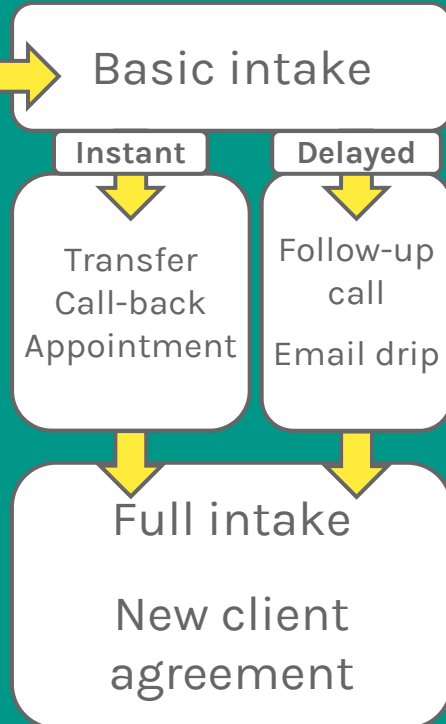 Basic intake
Instant
Delayed
Transfer
Call-back
Appointment
Follow-up
call
Email drip
Full intake
New client
agreement